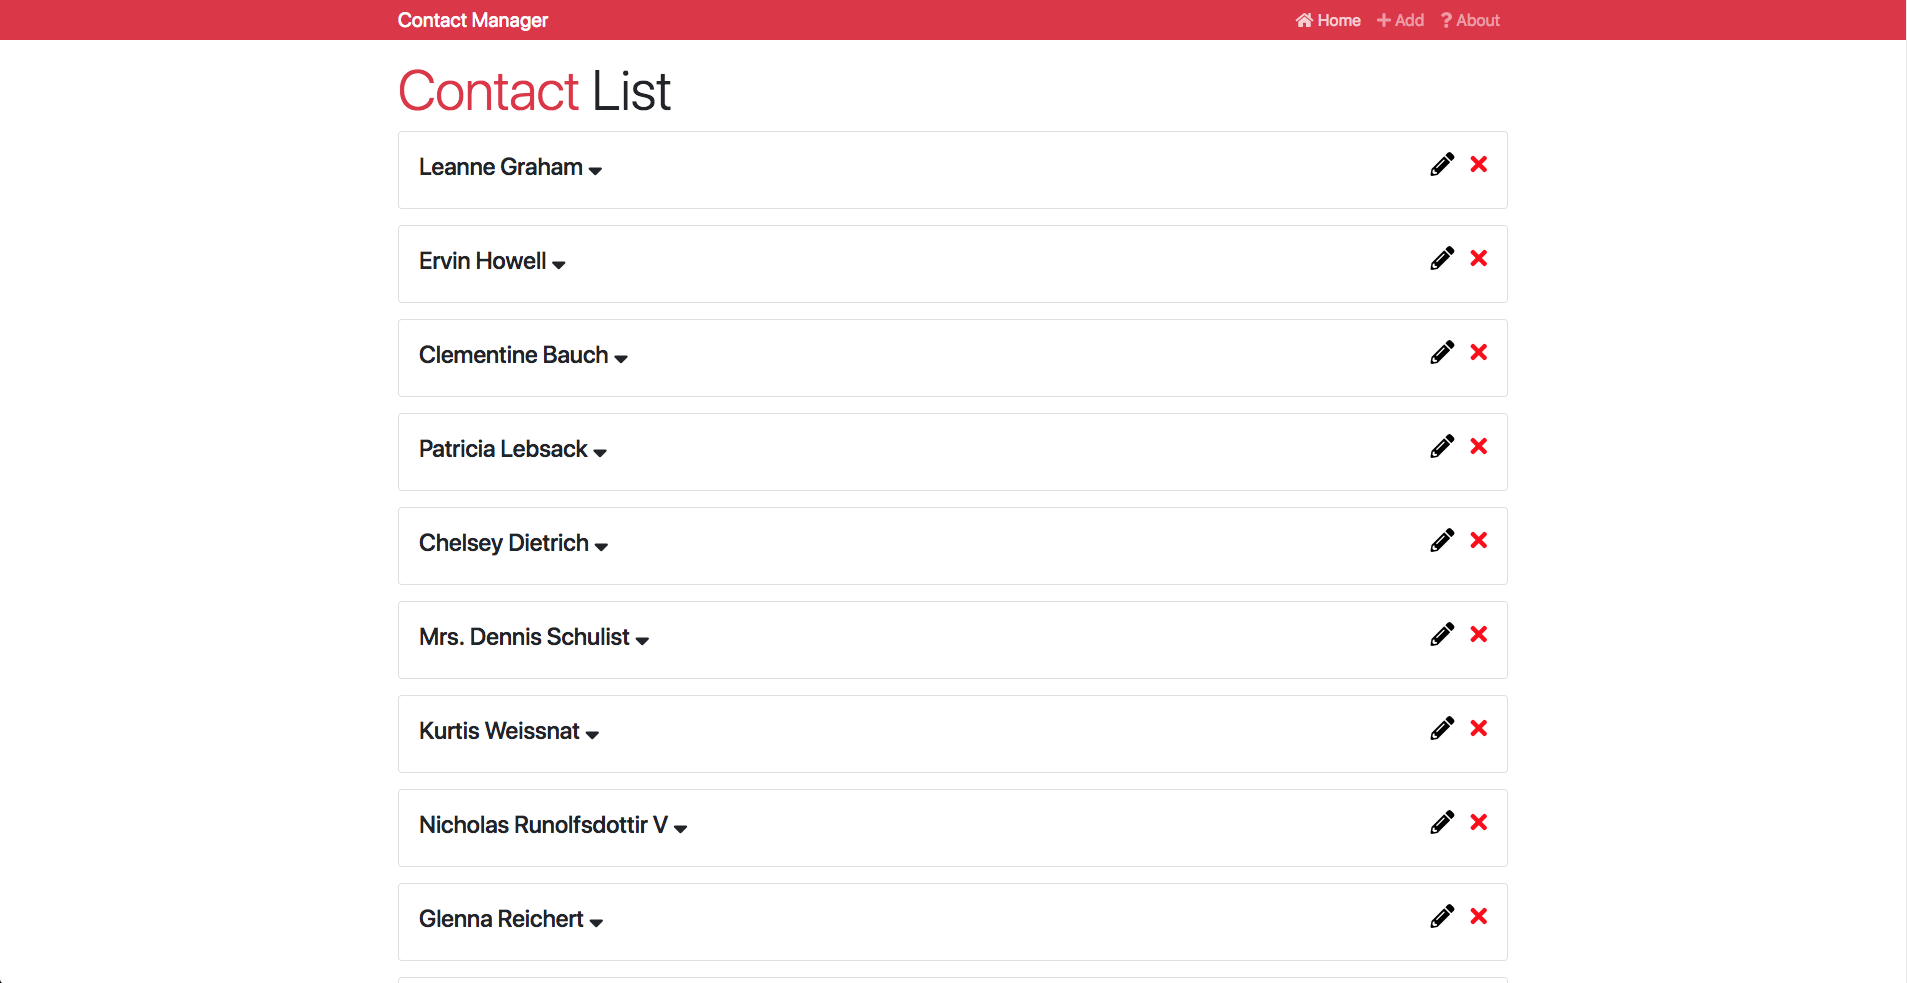 Contact Manager
Home Add ? About
Contact List
Leanne Graham
Ervin Howell
Clementine Bauch
Patricia Lebsack
Chelsey Dietrich
Mrs. Dennis Schulist
Kurtis Weissnat
Nicholas Runolfsdottir V
Glenna Reichert